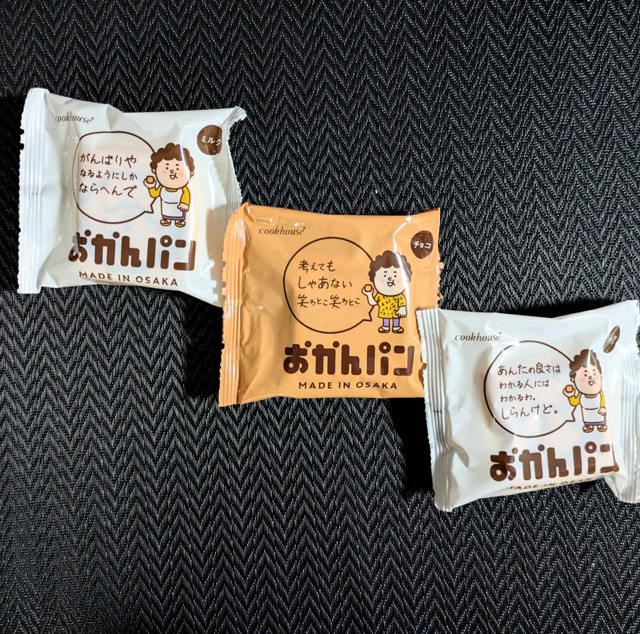 cookhouse
ミルク
がんばりや
なるようにしか
ならへんで
おかんパン
MADE IN OSAKA
cookhouse
チョコ
考えても
しゃあない
笑ろとこ笑ろとこ
おかんパン
MADE IN OSAKA
cookhouse
あんたの良さは
わかる人には
わかるわ。
しらんけど。
おかんパン
MADE IN